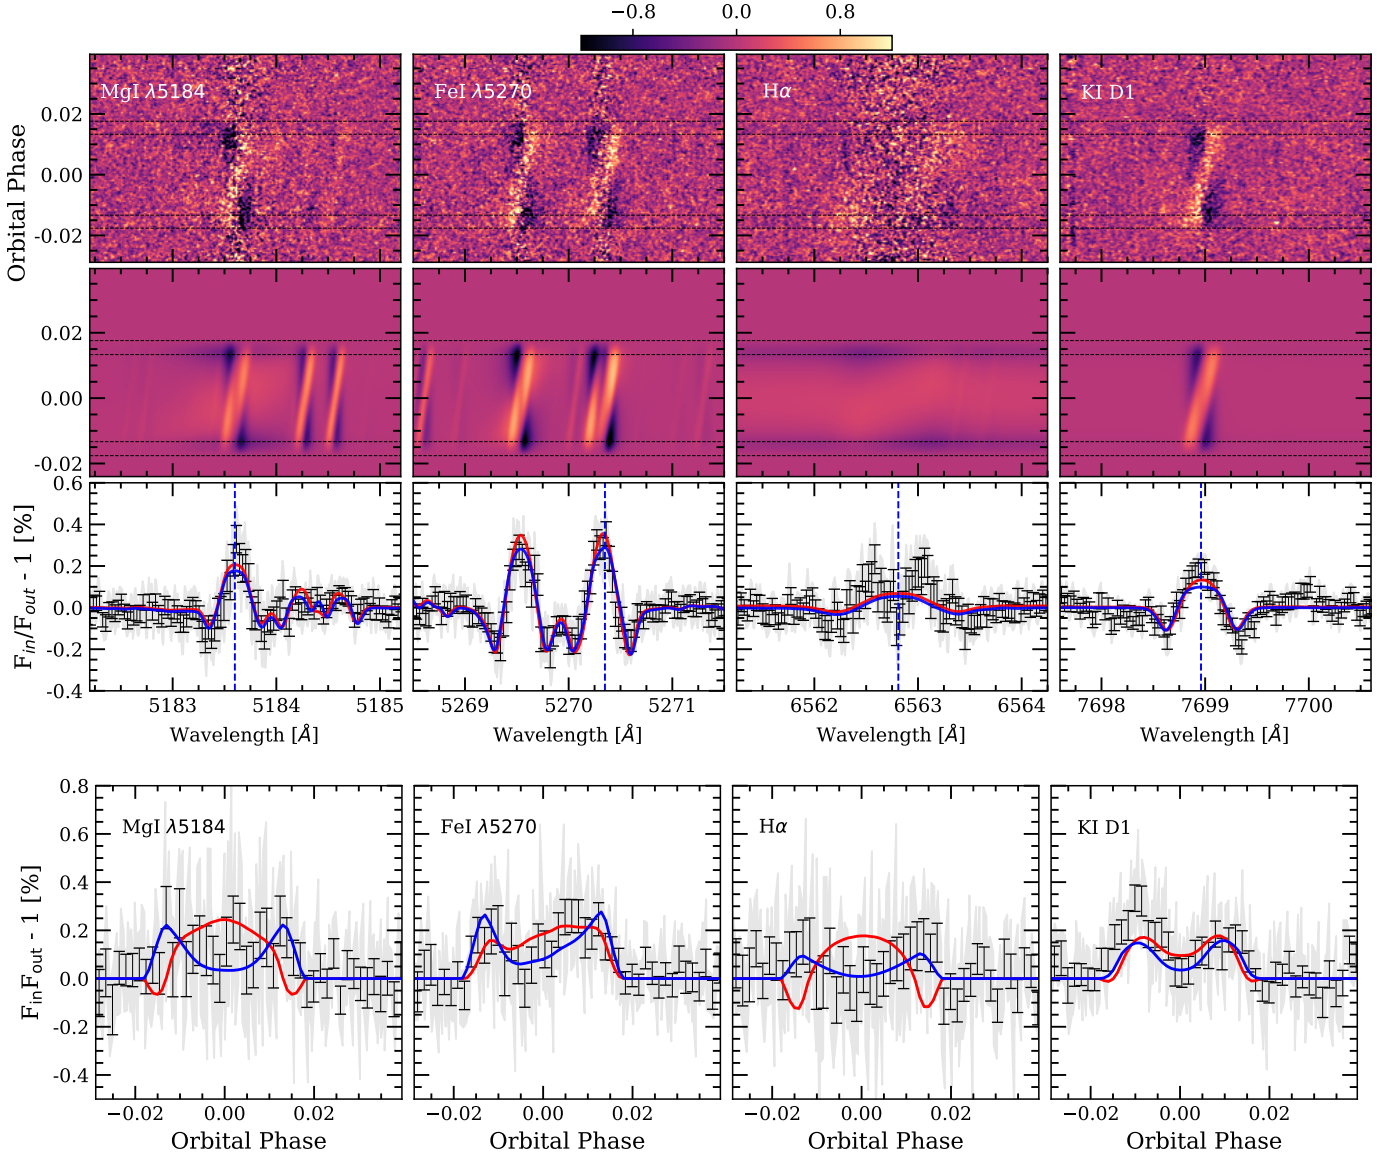 −0.8 0.0 0.8
MgI λ5184 FeI λ5270 Hα KI D1
0.02
0.00
-0.02
Orbital Phase
0.02
0.00
-0.02
0.6
0.4
0.2
0.0
-0.2
-0.4
F_in/F_out - 1 [%]
5183 5184 5185 5269 5270 5271 6562 6563 6564 7698 7699 7700
Wavelength [Å] Wavelength [Å] Wavelength [Å] Wavelength [Å]
0.8
0.6
0.4
0.2
0.0
-0.2
-0.4
F_inF_out - 1 [%]
MgI λ5184 FeI λ5270 Hα KI D1
−0.02 0.00 0.02 −0.02 0.00 0.02 −0.02 0.00 0.02 −0.02 0.00 0.02
Orbital Phase Orbital Phase Orbital Phase Orbital Phase